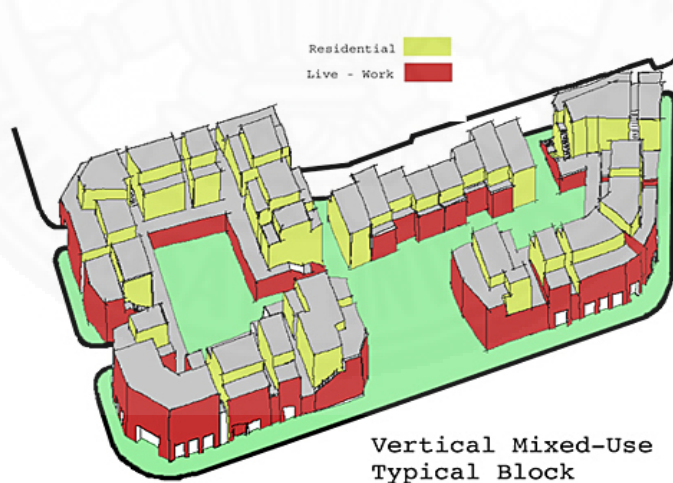 Residential
Live - Work
Vertical Mixed-Use
Typical Block